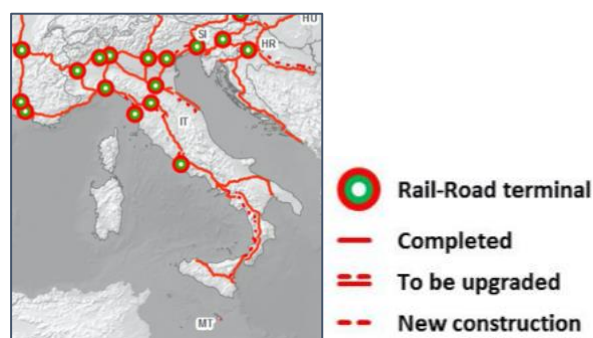 HU
SI
HR
IT
MT
Rail-Road terminal
Completed
To be upgraded
New construction